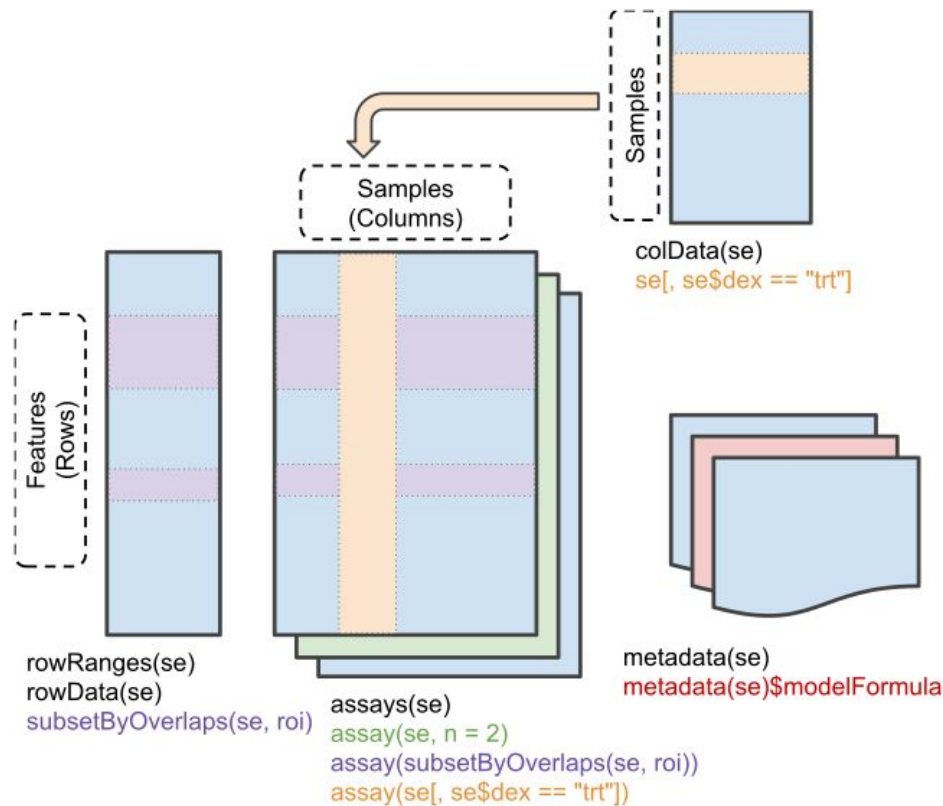 Samples
Samples
(Columns)
colData(se)
se[, se$dex == "trt"]
Features
(Rows)
rowRanges(se)
rowData(se)
subsetByOverlaps(se, roi)
assays(se)
assay(se, n = 2)
assay(subsetByOverlaps(se, roi))
assay(se[, se$dex == "trt"])
metadata(se)
metadata(se)$modelFormula